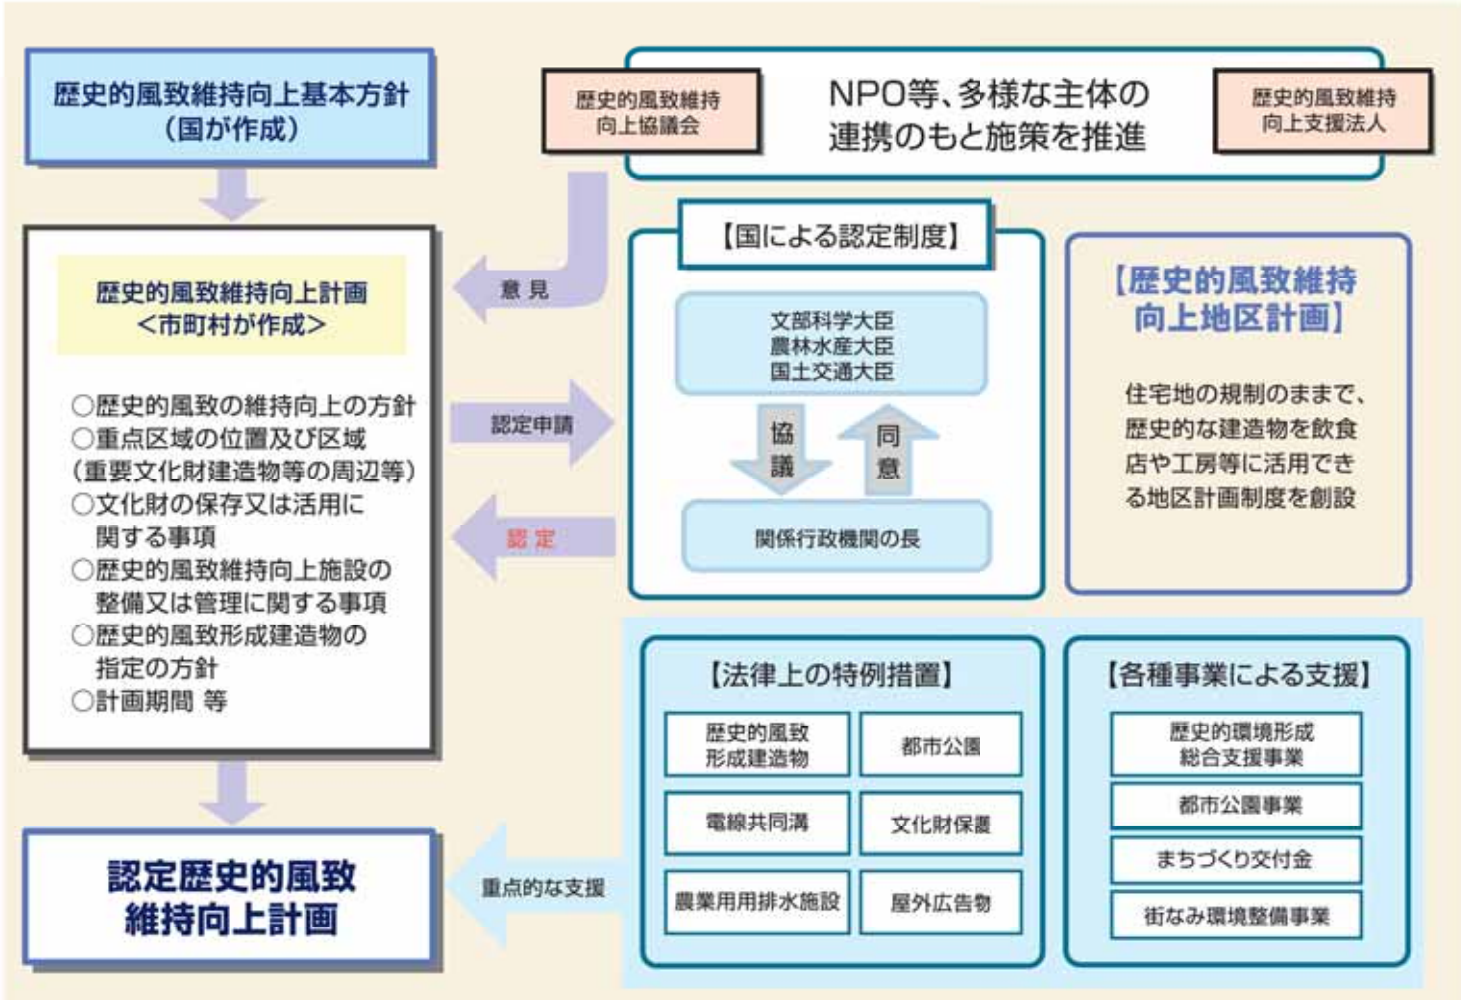 歴史的風致維持向上基本方針
（国が作成）
歴史的風致維持
向上協議会
NPO等、多様な主体の
連携のもと施策を推進
歴史的風致維持
向上支援法人
歴史的風致維持向上計画
＜市町村が作成＞
○歴史的風致の維持向上の方針
○重点区域の位置及び区域
（重要文化財建造物等の周辺等）
○文化財の保存又は活用に
関する事項
○歴史的風致維持向上施設の
整備又は管理に関する事項
○歴史的風致形成建造物の
指定の方針
○計画期間 等
意見
認定申請
認定
【国による認定制度】
文部科学大臣
農林水産大臣
国土交通大臣
協議
同意
関係行政機関の長
【歴史的風致維持
向上地区計画】
住宅地の規制のままで、
歴史的な建造物を飲食
店や工房等に活用でき
る地区計画制度を創設
認定歴史的風致
維持向上計画
重点的な支援
【法律上の特例措置】
歴史的風致
形成建造物
都市公園
電線共同溝
文化財保護
農業用用排水施設
屋外広告物
【各種事業による支援】
歴史的環境形成
総合支援事業
都市公園事業
まちづくり交付金
街なみ環境整備事業